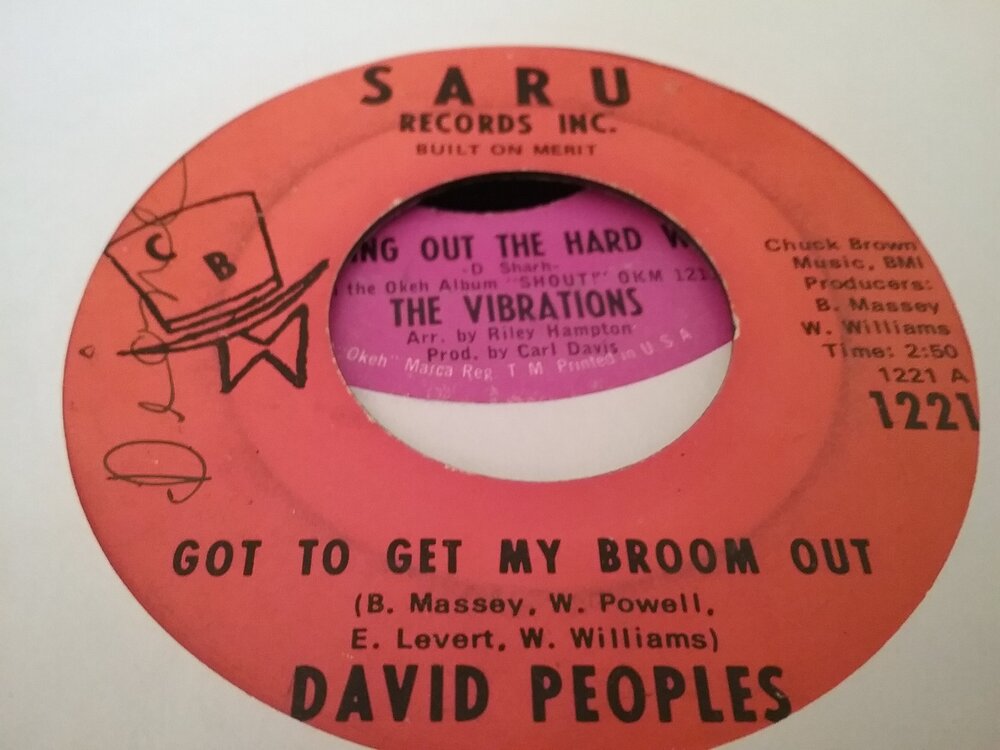 SARU
RECORDS INC.
BUILT ON MERIT
C B
Chuck Brown
Music, BMI
Producers:
B. Massey
W. Williams
Time: 2:50
1221 A
1221
ING OUT THE HARD
-D Sharh-
the Okeh Album "SHOUT!" OKM 121
THE VIBRATIONS
Arr. by Riley Hampton
Prod. by Carl Davis
"Okeh" Marca Reg. T M Printed in U S A
GOT TO GET MY BROOM OUT
(B. Massey, W. Powell,
E. Levert, W. Williams)
DAVID PEOPLES